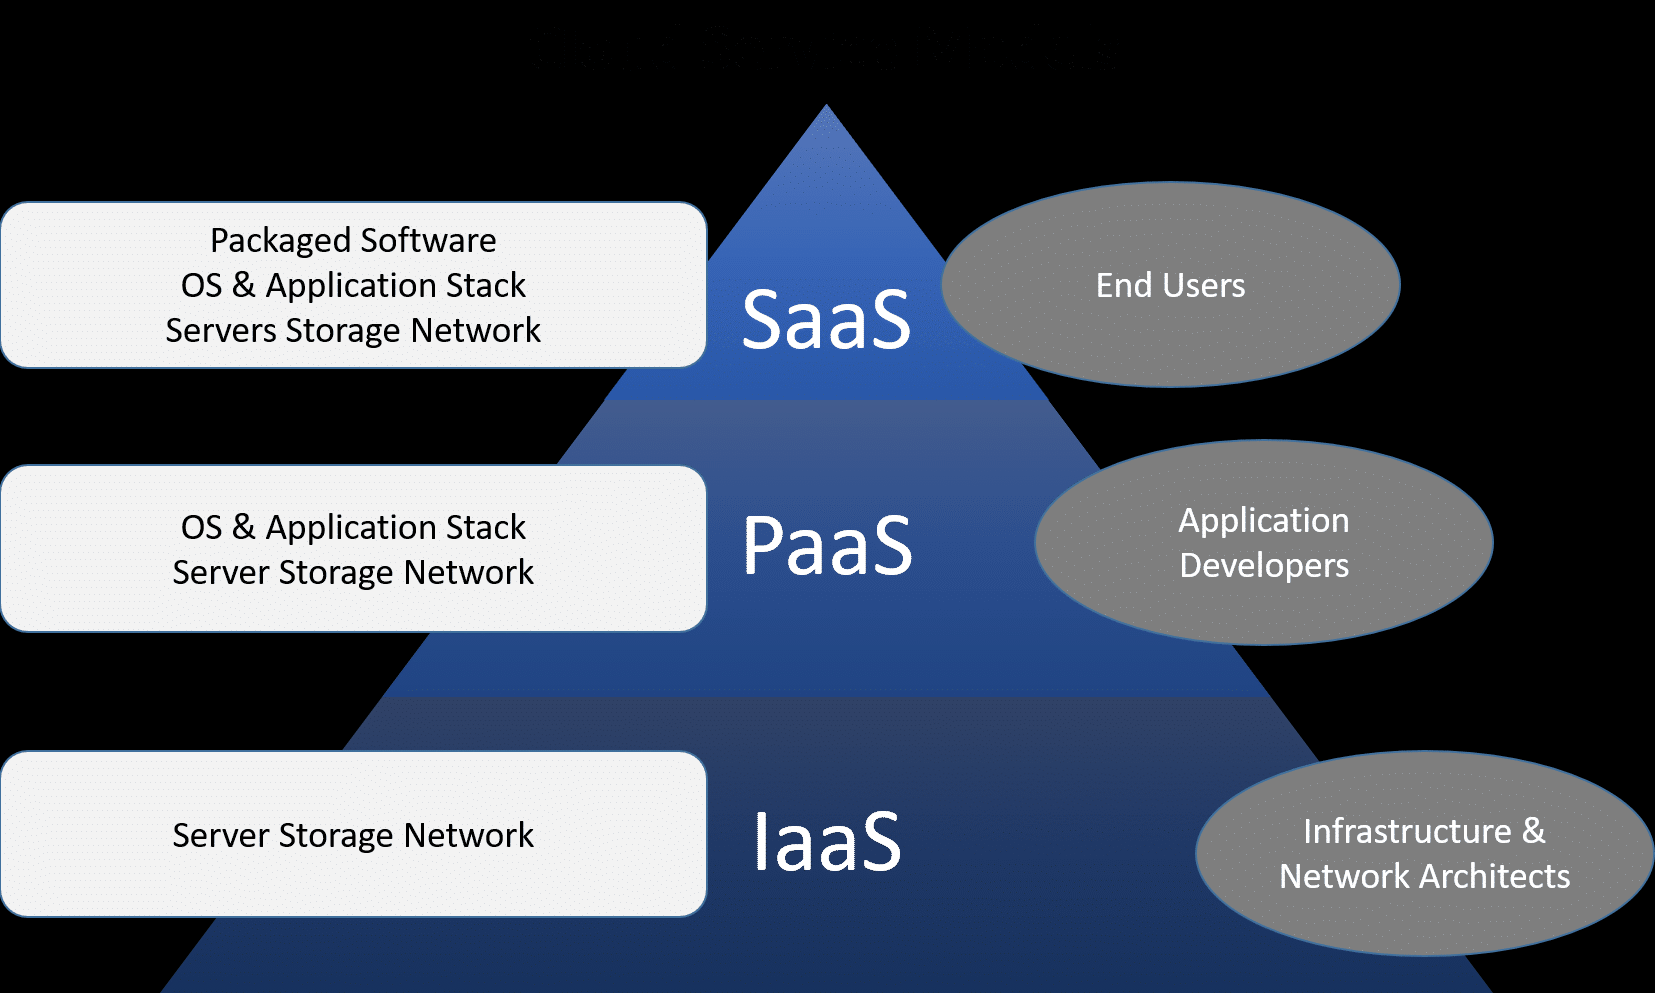 Packaged Software
OS & Application Stack
Servers Storage Network
SaaS
End Users
OS & Application Stack
Server Storage Network
PaaS
Application
Developers
Server Storage Network
IaaS
Infrastructure &
Network Architects